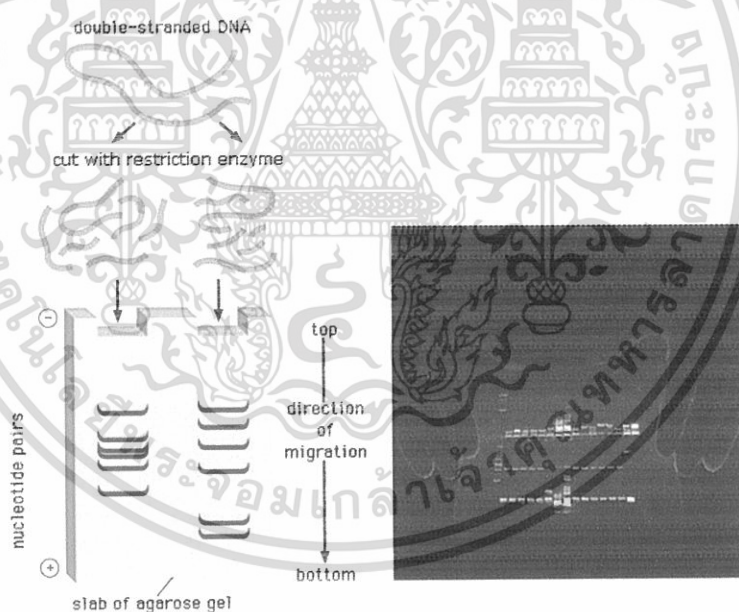 double-stranded DNA
cut with restriction enzyme
−
top
direction
of
migration
nucleotide pairs
+
bottom
slab of agarose gel